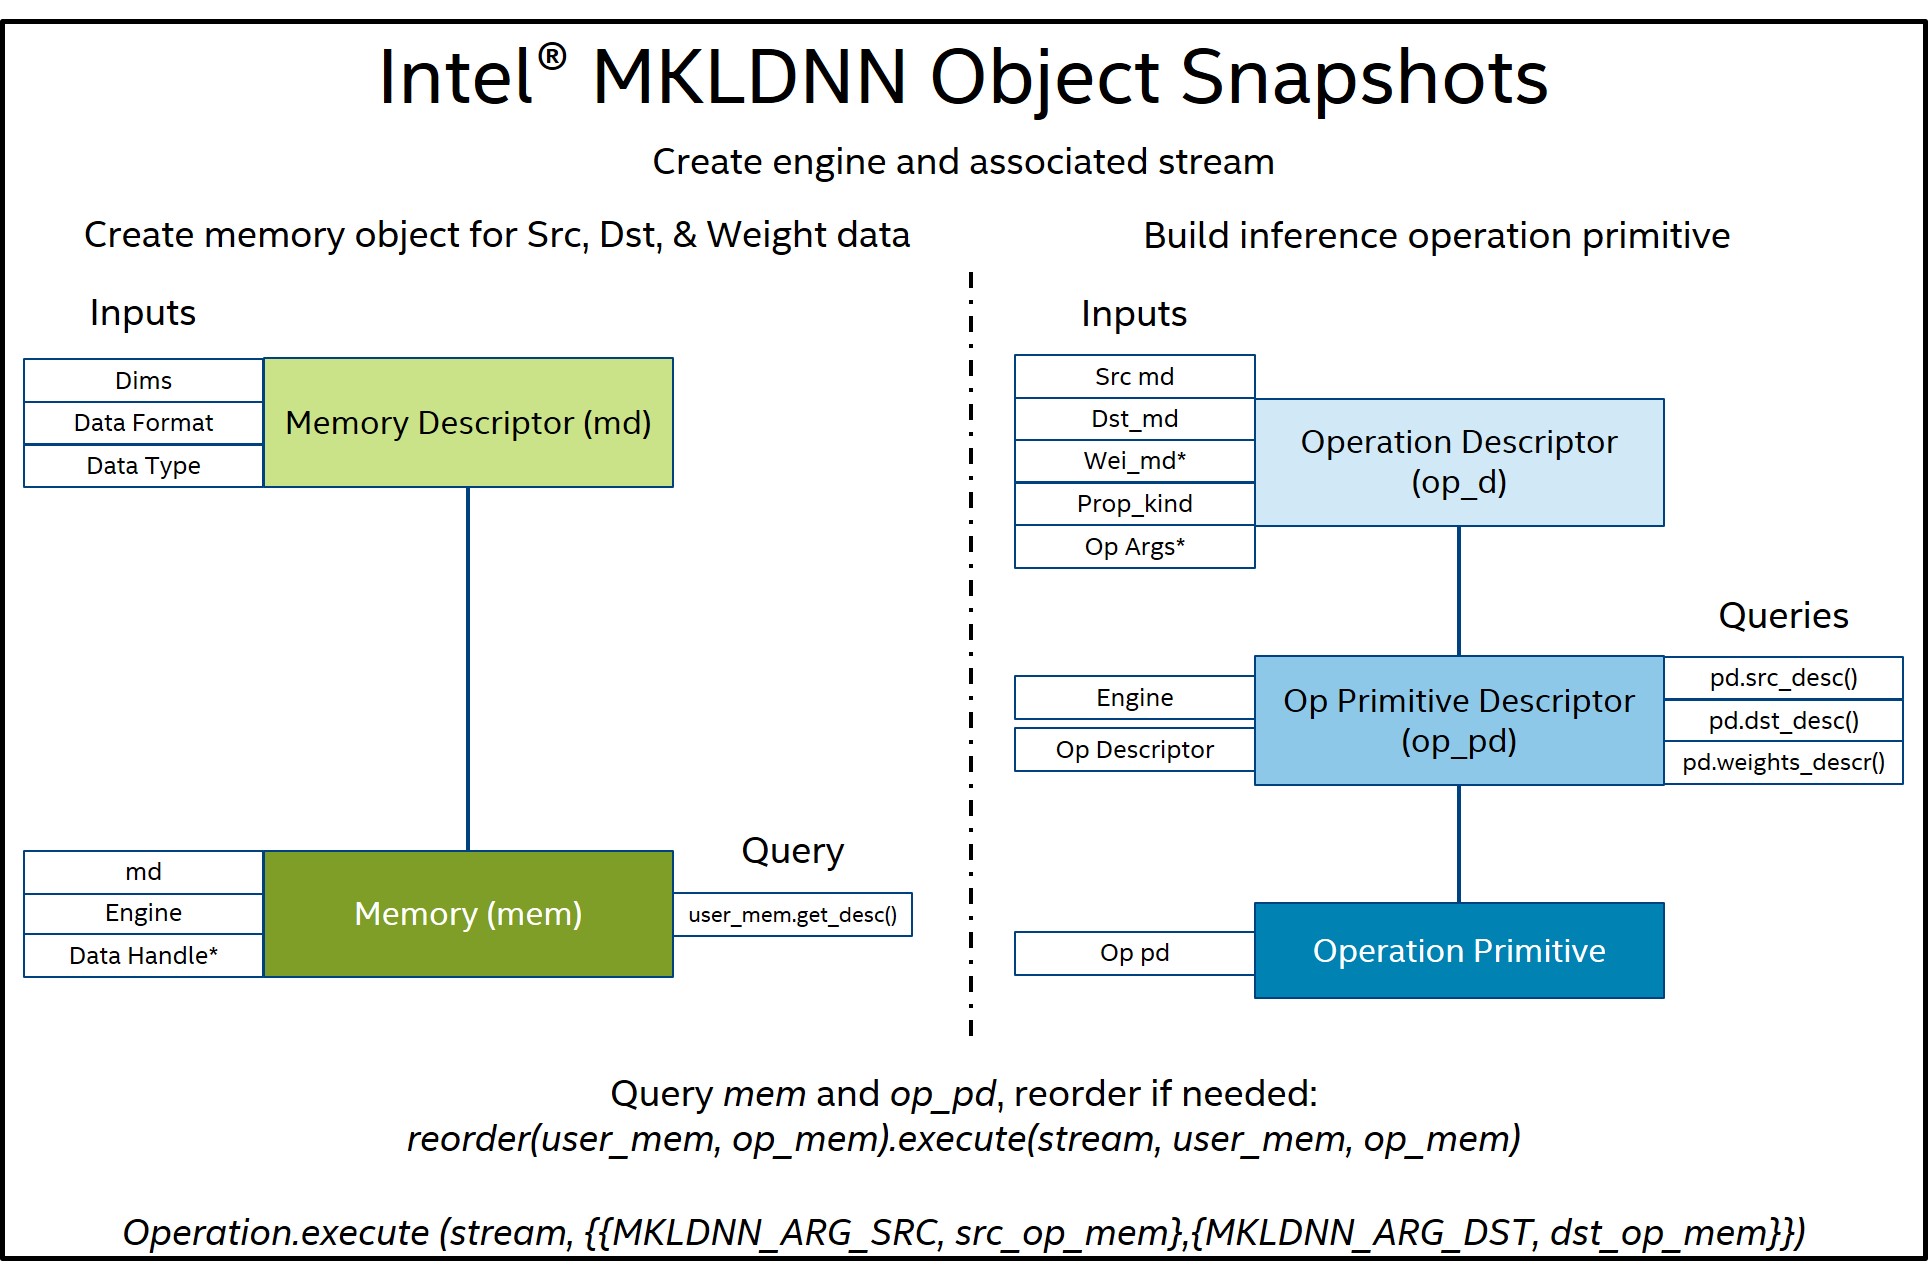 Intel® MKLDNN Object Snapshots
Create engine and associated stream
Create memory object for Src, Dst, & Weight data
Inputs
Dims
Data Format
Data Type
Memory Descriptor (md)
md
Engine
Data Handle*
Memory (mem)
Query
user_mem.get_desc()
Build inference operation primitive
Inputs
Src md
Dst_md
Wei_md*
Prop_kind
Op Args*
Operation Descriptor
(op_d)
Engine
Op Descriptor
Op Primitive Descriptor
(op_pd)
Queries
pd.src_desc()
pd.dst_desc()
pd.weights_descr()
Op pd
Operation Primitive
Query mem and op_pd, reorder if needed:
reorder(user_mem, op_mem).execute(stream, user_mem, op_mem)
Operation.execute (stream, {{MKLDNN_ARG_SRC, src_op_mem},{MKLDNN_ARG_DST, dst_op_mem}})